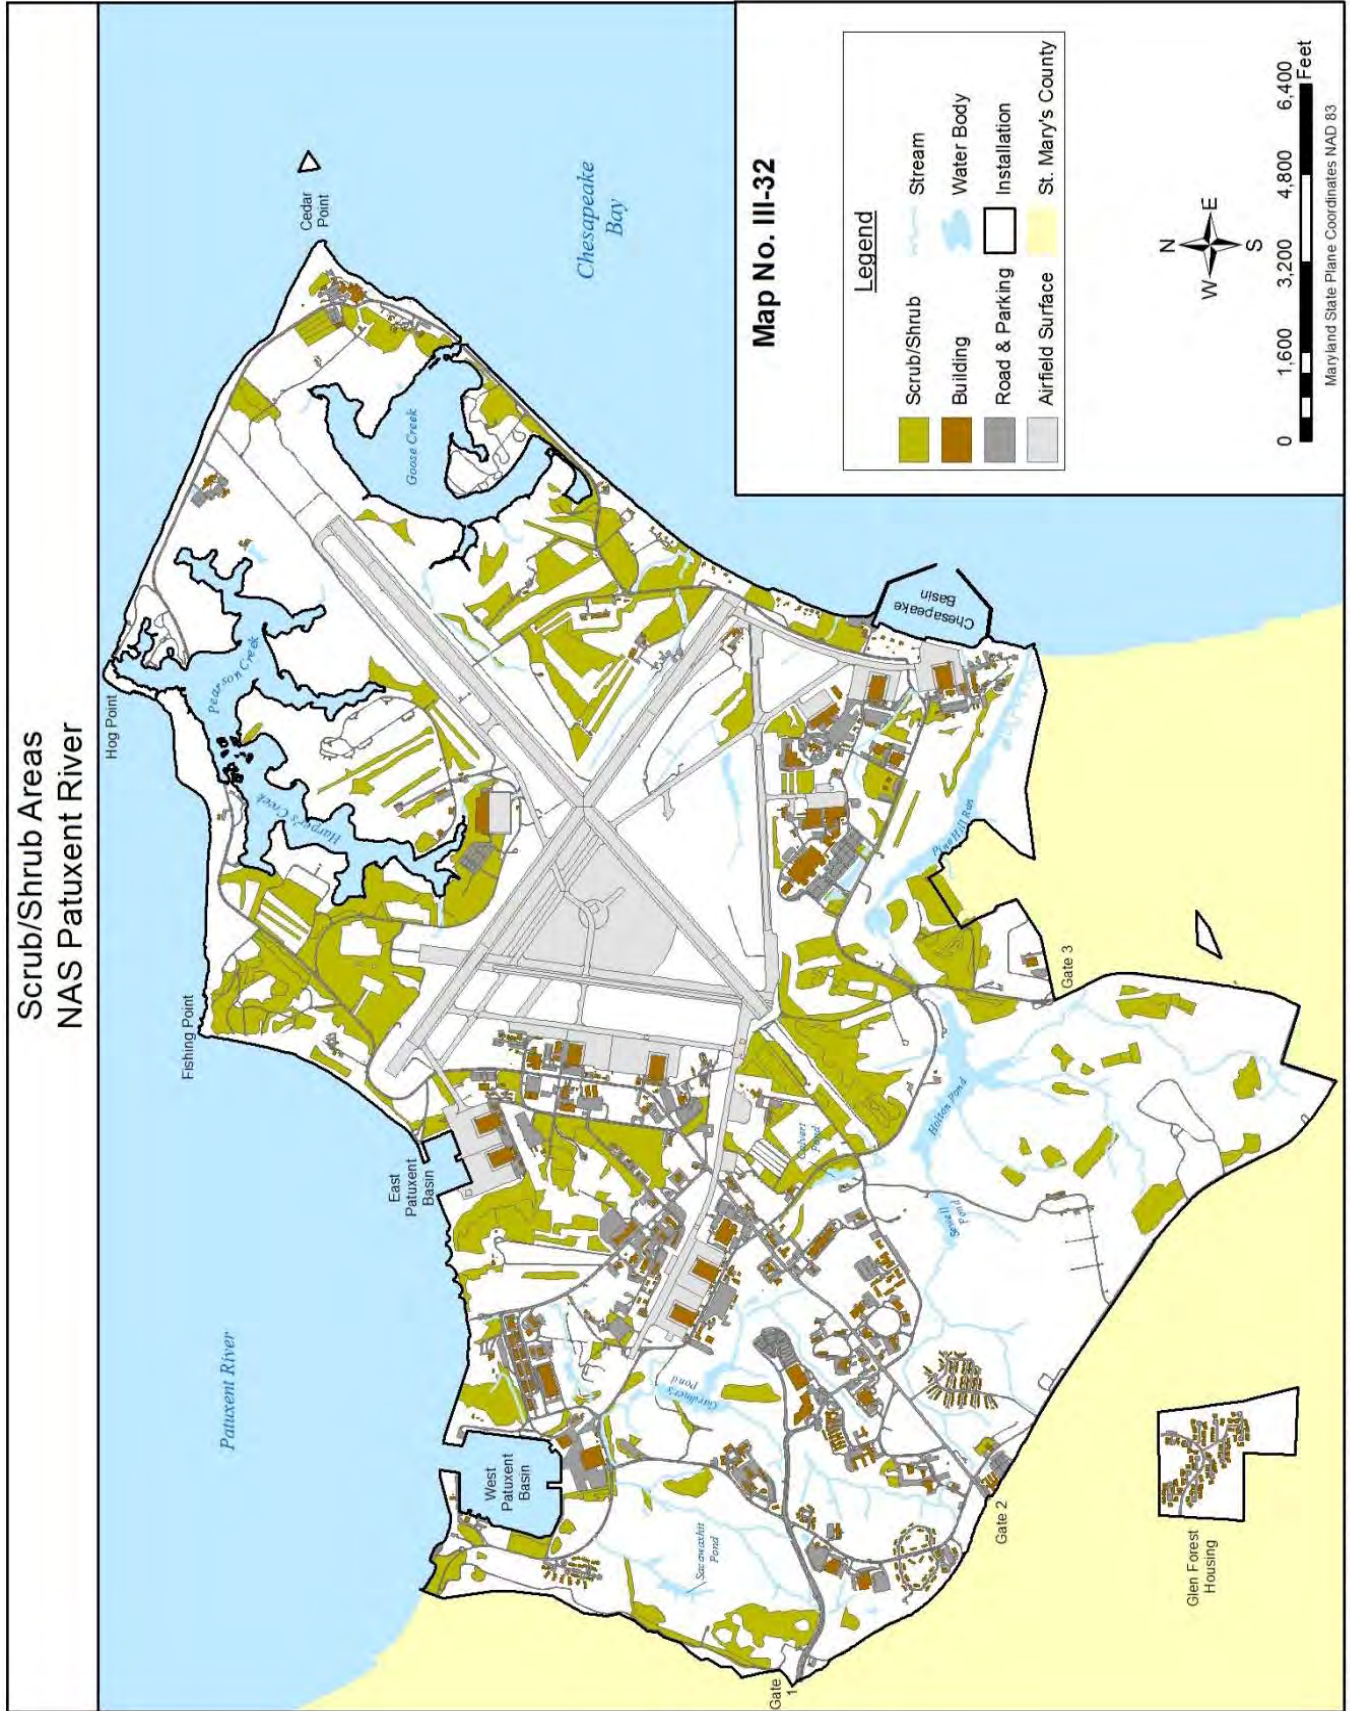 Scrub/Shrub Areas
NAS Patuxent River
Cedar
Point
Chesapeake
Bay
Goose Creek
Hog Point
Pearson Creek
Harper's Creek
Fishing Point
East
Patuxent
Basin
Patuxent River
West
Patuxent
Basin
Chesapeake
Basin
Pine Hill Run
Gate 3
Holton Pond
Calvert
Pond
Sewell
Pond
Gardiner's
Pond
Gate 2
Gate
1
Glen Forest
Housing
Map No. III-32
Legend
Scrub/Shrub
Building
Road & Parking
Airfield Surface
Stream
Water Body
Installation
St. Mary's County
N
W
E
S
0 1,600 3,200 4,800 6,400
Feet
Maryland State Plane Coordinates NAD 83
Pond